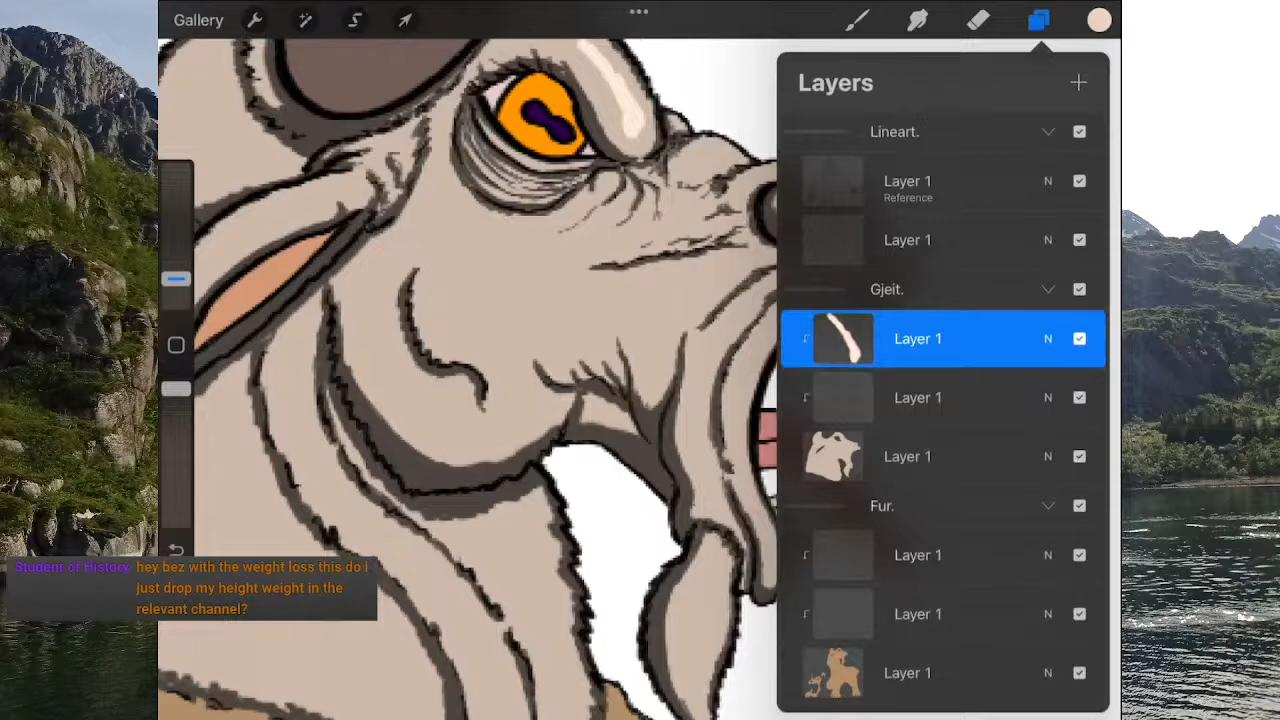 Gallery
Layers
Lineart.
Layer 1 N
Reference
Layer 1 N
Gjeit.
Layer 1 N
Layer 1 N
Layer 1 N
Fur.
Layer 1 N
Layer 1 N
Layer 1 N
Student of History hey bez with the weight loss this do I
just drop my height weight in the
relevant channel?